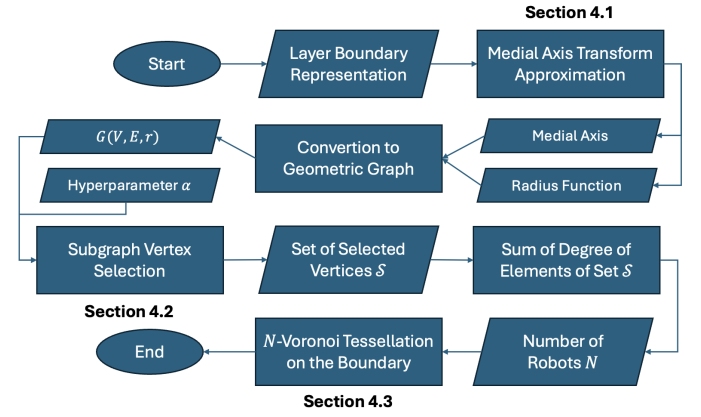 Section 4.1
Start
Layer Boundary
Representation
Medial Axis Transform
Approximation
G(V, E, r)
Hyperparameter α
Convertion to
Geometric Graph
Medial Axis
Radius Function
Subgraph Vertex
Selection
Set of Selected
Vertices 𝒮
Sum of Degree of
Elements of Set 𝒮
Section 4.2
End
N-Voronoi Tessellation
on the Boundary
Number of
Robots N
Section 4.3